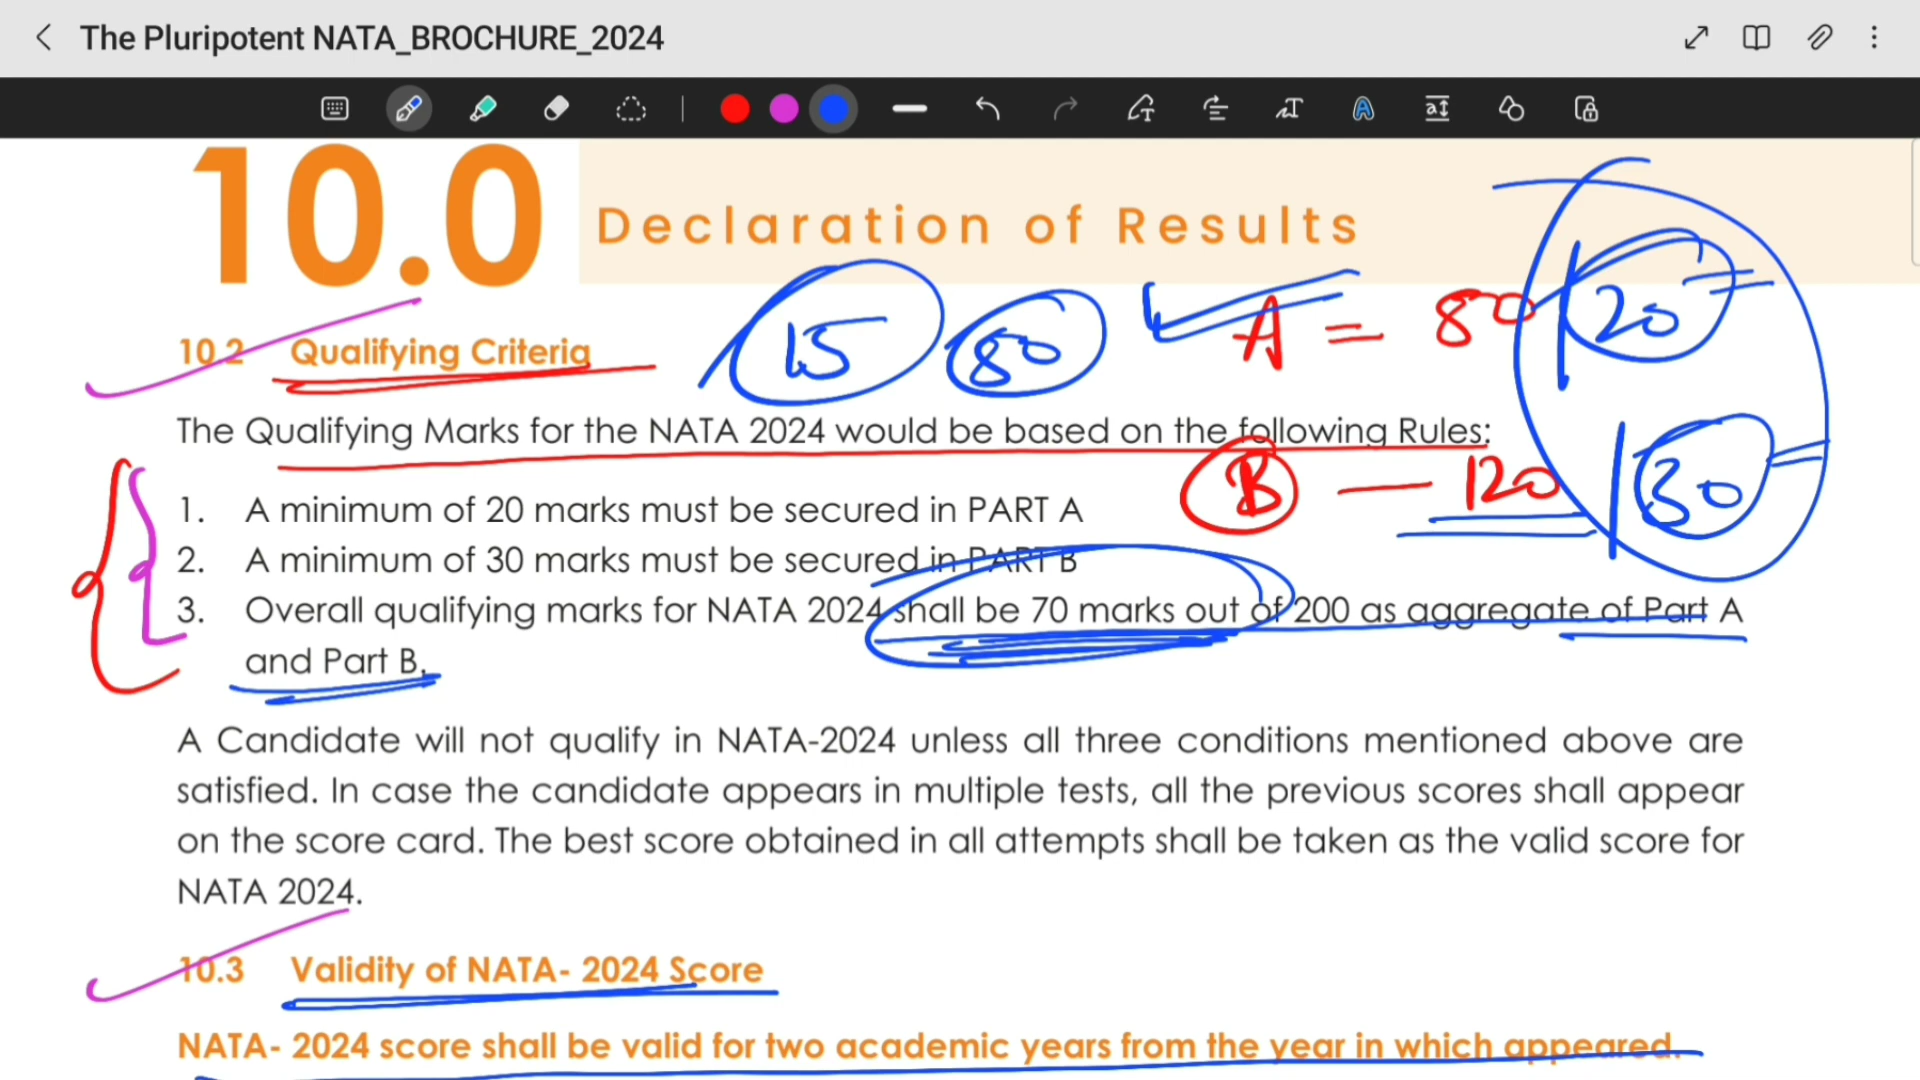 The Pluripotent NATA_BROCHURE_2024
10.0
Declaration of Results
10.2 Qualifying Criteria
15 80 A = 80 20
The Qualifying Marks for the NATA 2024 would be based on the following Rules:
B — 120 30
1. A minimum of 20 marks must be secured in PART A
2. A minimum of 30 marks must be secured in PART B
3. Overall qualifying marks for NATA 2024 shall be 70 marks out of 200 as aggregate of Part A
and Part B.
A Candidate will not qualify in NATA-2024 unless all three conditions mentioned above are
satisfied. In case the candidate appears in multiple tests, all the previous scores shall appear
on the score card. The best score obtained in all attempts shall be taken as the valid score for
NATA 2024.
10.3 Validity of NATA- 2024 Score
NATA- 2024 score shall be valid for two academic years from the year in which appeared.